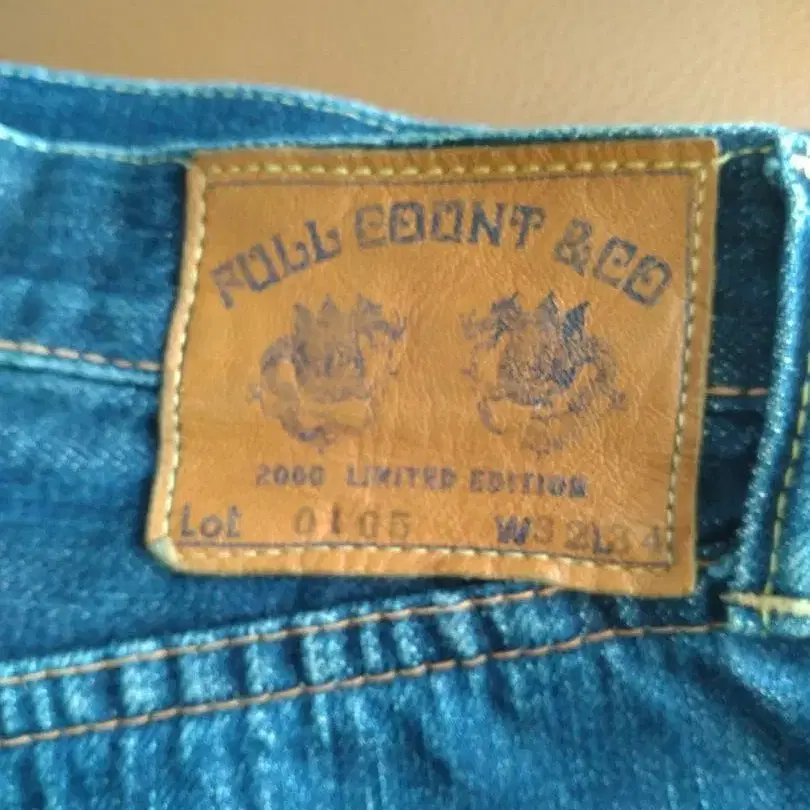 FULL COUNT & CO
2000 LIMITED EDITION
Lot 0105 W32L34